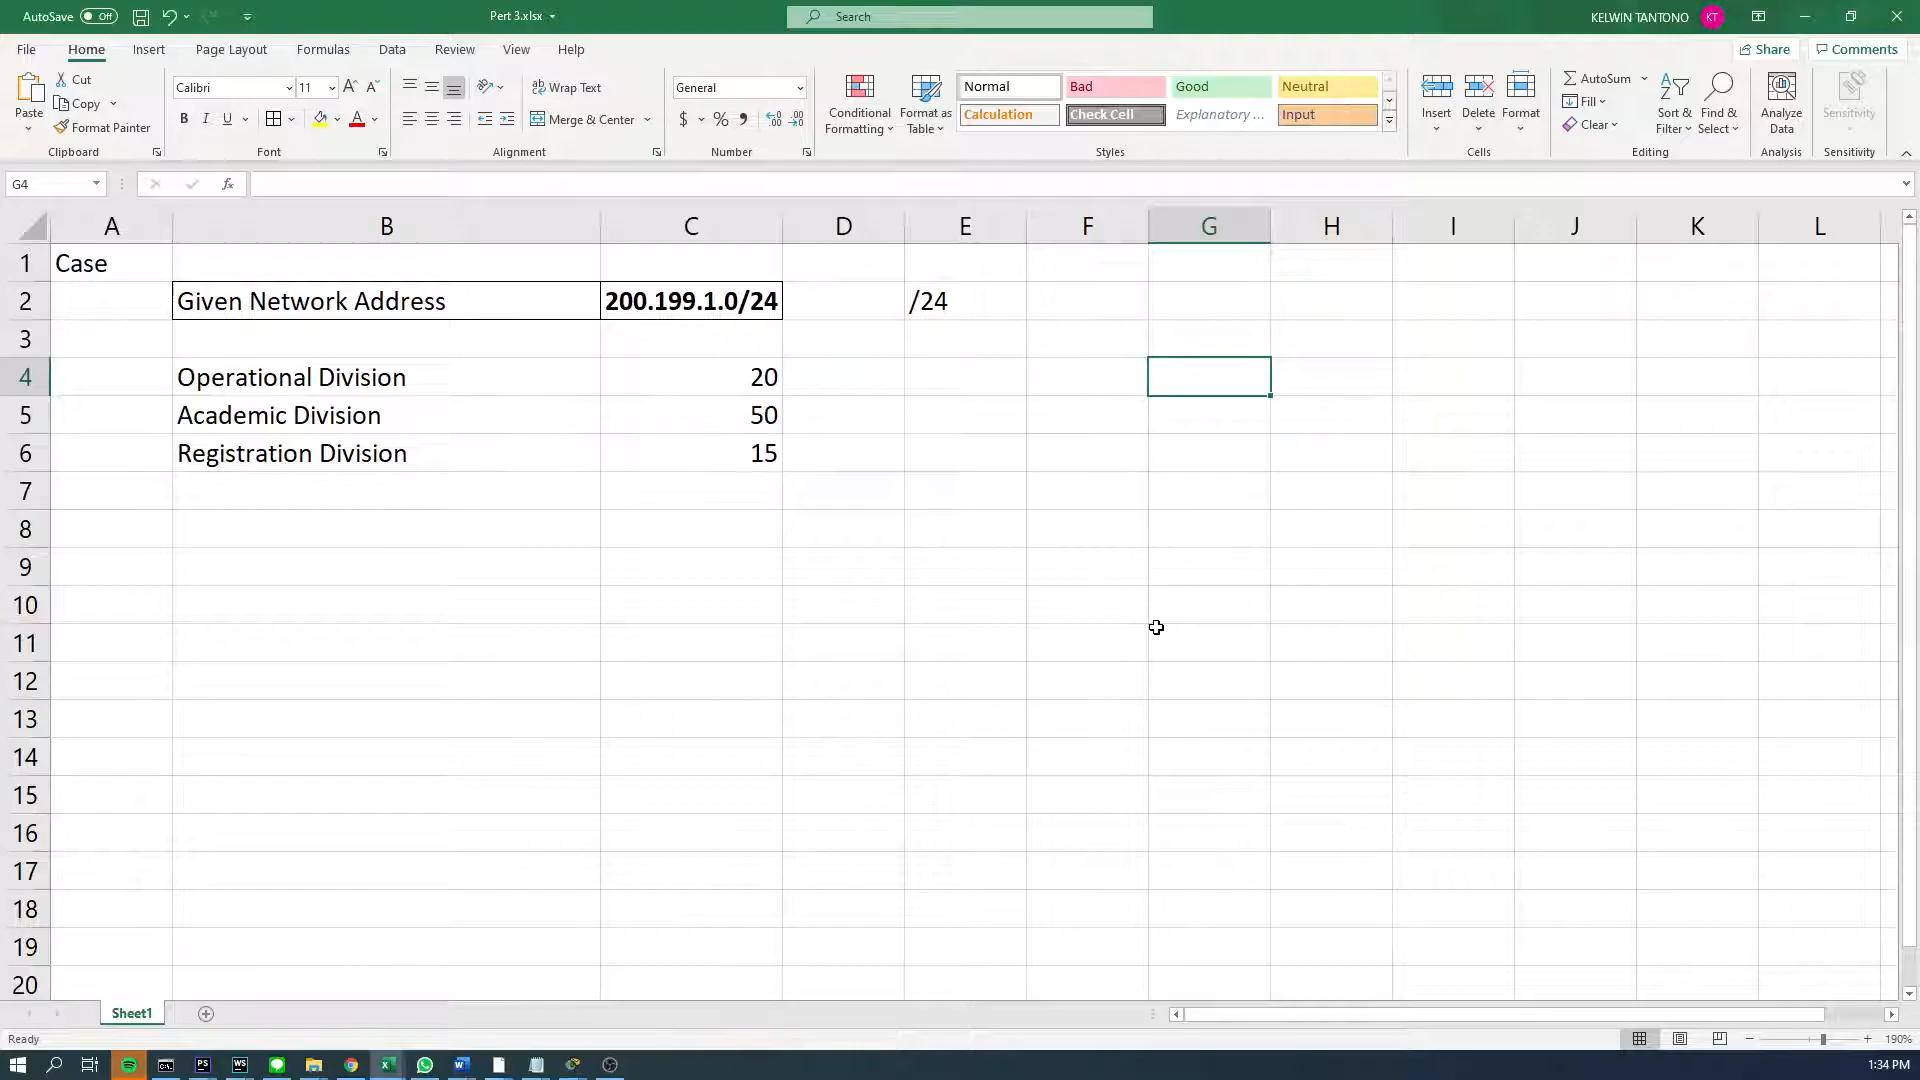 AutoSave Off
Pert 3.xlsx
Search
KELWIN TANTONO KT
File Home Insert Page Layout Formulas Data Review View Help
Share Comments
Paste
Cut
Copy
Format Painter
Clipboard
Calibri 11
B I U
Font
Wrap Text
Merge & Center
Alignment
General
$ % 9
Number
Conditional Formatting
Format as Table
Normal Bad Good Neutral
Calculation Check Cell Explanatory ... Input
Styles
Insert Delete Format
Cells
AutoSum
Fill
Clear
Sort & Filter
Find & Select
Editing
Analyze Data
Analysis
Sensitivity
Sensitivity
G4
fx
A B C D E F G H I J K L
1 Case
2 Given Network Address 200.199.1.0/24 /24
3
4 Operational Division 20
5 Academic Division 50
6 Registration Division 15
7
8
9
10
11
12
13
14
15
16
17
18
19
20
Sheet1
Ready
190%
PS WS
1:34 PM